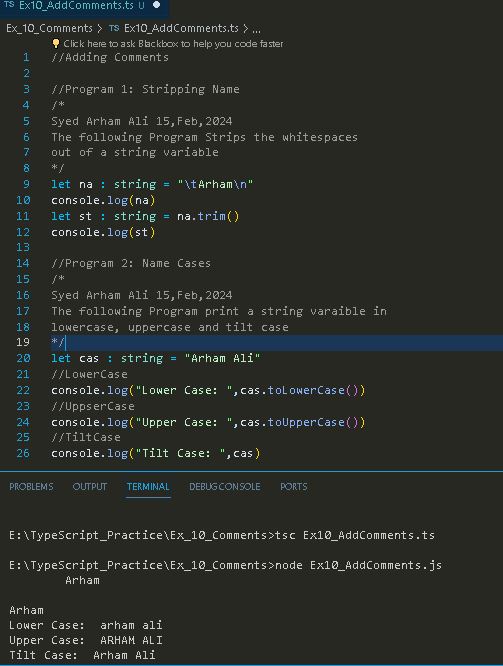 TS Ex10_AddComments.ts U ●
Ex_10_Comments > TS Ex10_AddComments.ts > ...
Click here to ask Blackbox to help you code faster
1 //Adding Comments
2
3 //Program 1: Stripping Name
4 /*
5 Syed Arham Ali 15,Feb,2024
6 The following Program Strips the whitespaces
7 out of a string variable
8 */
9 let na : string = "\tArham\n"
10 console.log(na)
11 let st : string = na.trim()
12 console.log(st)
13
14 //Program 2: Name Cases
15 /*
16 Syed Arham Ali 15,Feb,2024
17 The following Program print a string varaible in
18 lowercase, uppercase and tilt case
19 */
20 let cas : string = "Arham Ali"
21 //LowerCase
22 console.log("Lower Case: ",cas.toLowerCase())
23 //UppserCase
24 console.log("Upper Case: ",cas.toUpperCase())
25 //TiltCase
26 console.log("Tilt Case: ",cas)
PROBLEMS OUTPUT TERMINAL DEBUG CONSOLE PORTS
E:\TypeScript_Practice\Ex_10_Comments>tsc Ex10_AddComments.ts
E:\TypeScript_Practice\Ex_10_Comments>node Ex10_AddComments.js
Arham
Arham
Lower Case:  arham ali
Upper Case:  ARHAM ALI
Tilt Case:  Arham Ali